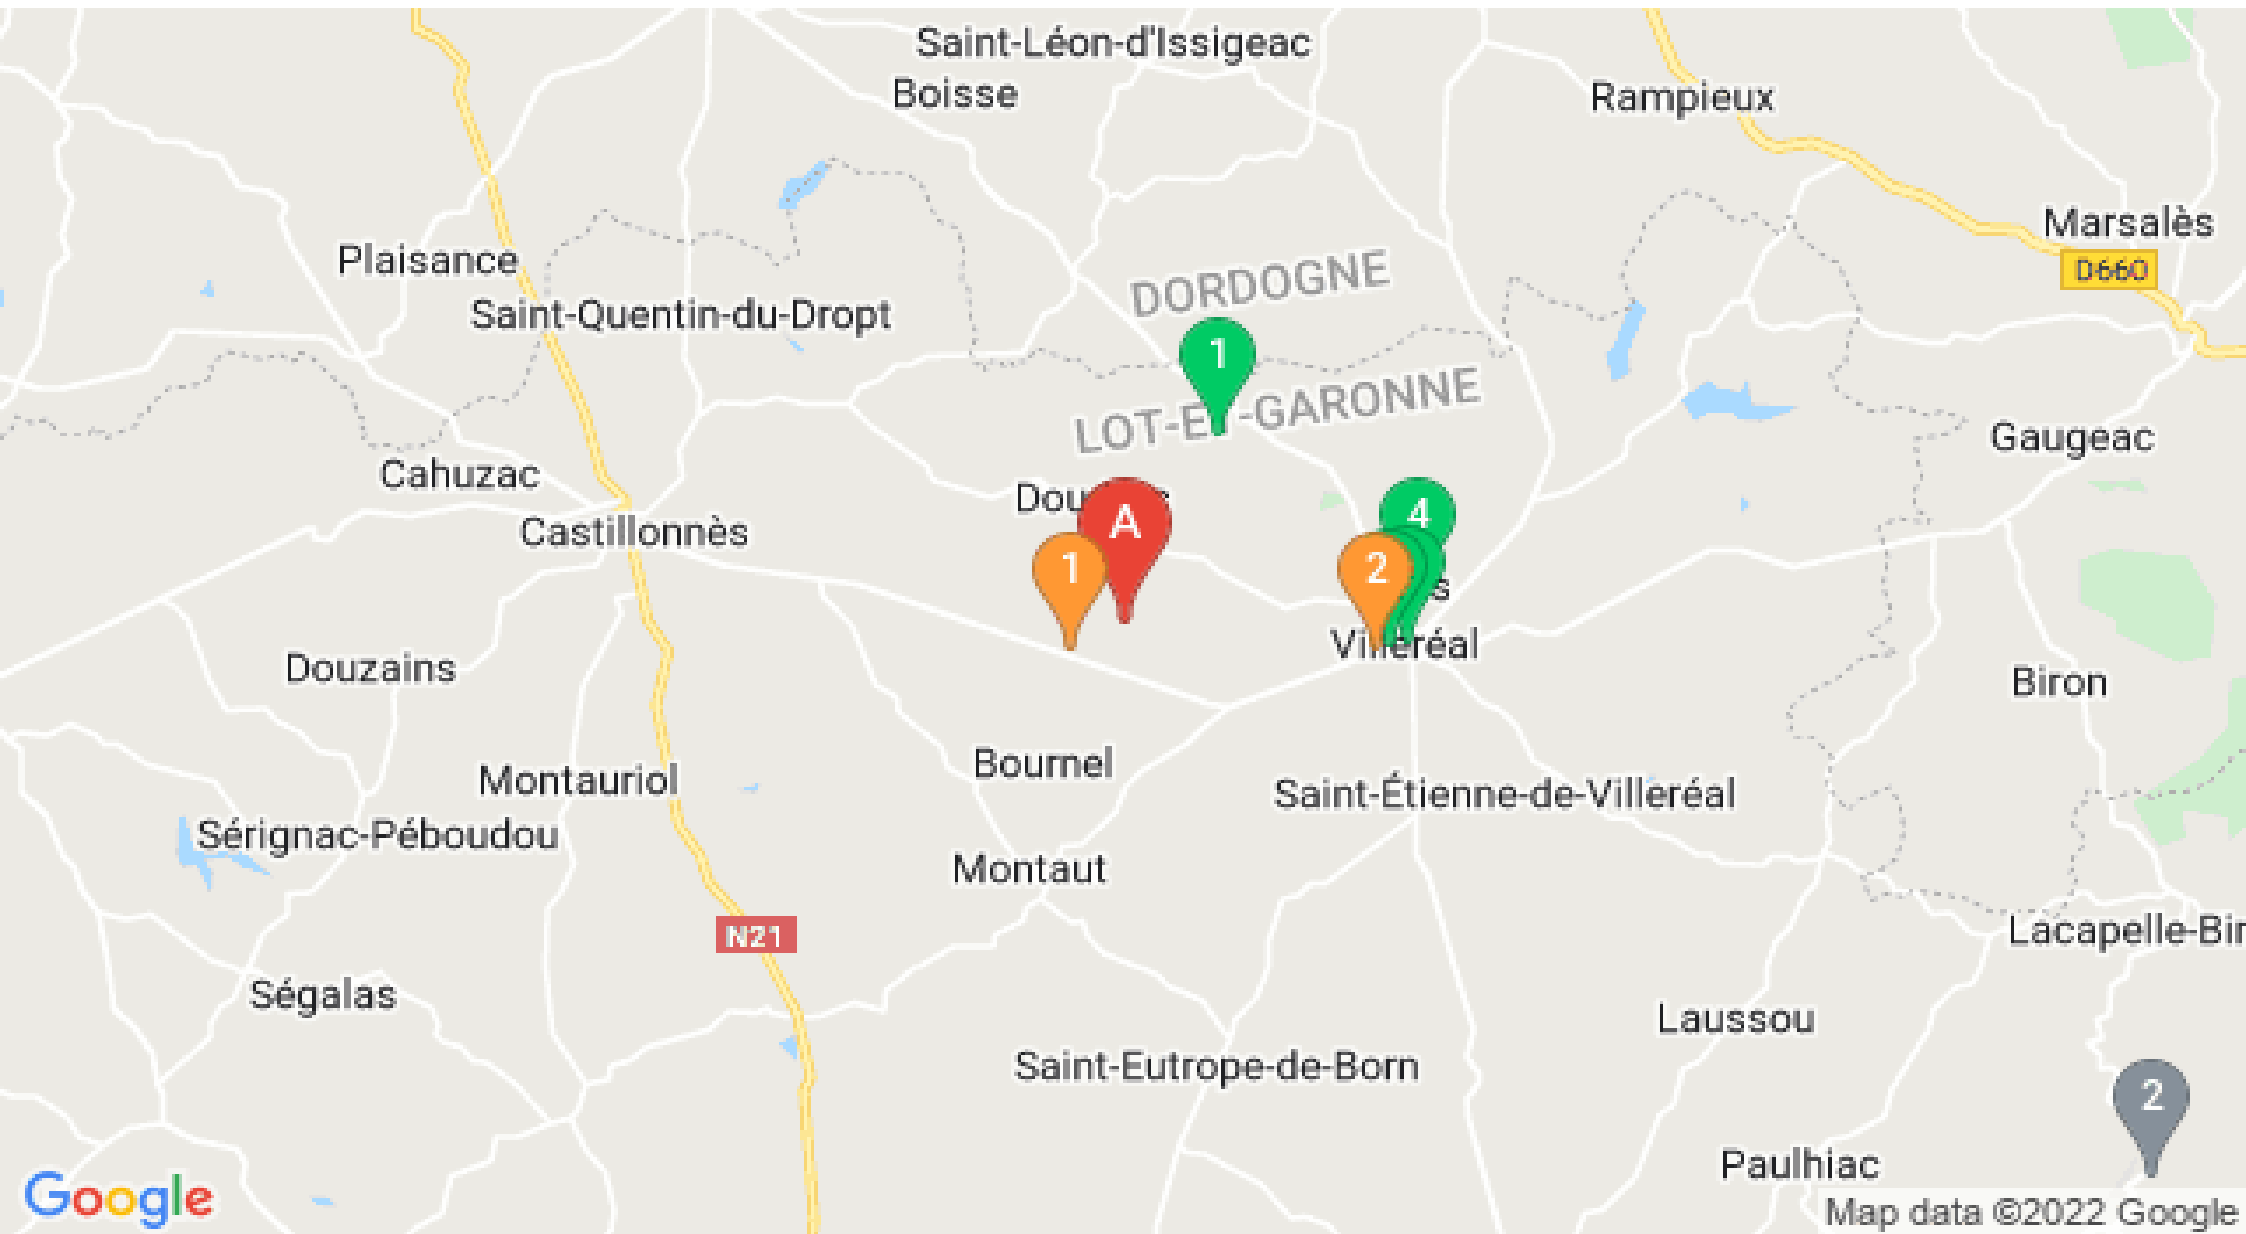 Saint-Léon-d'Issigeac
Boisse
Rampieux
Marsalès
D660
Plaisance
DORDOGNE
Saint-Quentin-du-Dropt
1
LOT-E -GARONNE
Gaugeac
Cahuzac
Dou
A
4
Castillonnès
1
2
s
Villeréal
Douzains
Biron
Bournel
Montauriol
Saint-Étienne-de-Villeréal
Sérignac-Péboudou
Montaut
N21
Lacapelle-Bir
Ségalas
Laussou
Saint-Eutrope-de-Born
2
Paulhiac
Google
Map data ©2022 Google